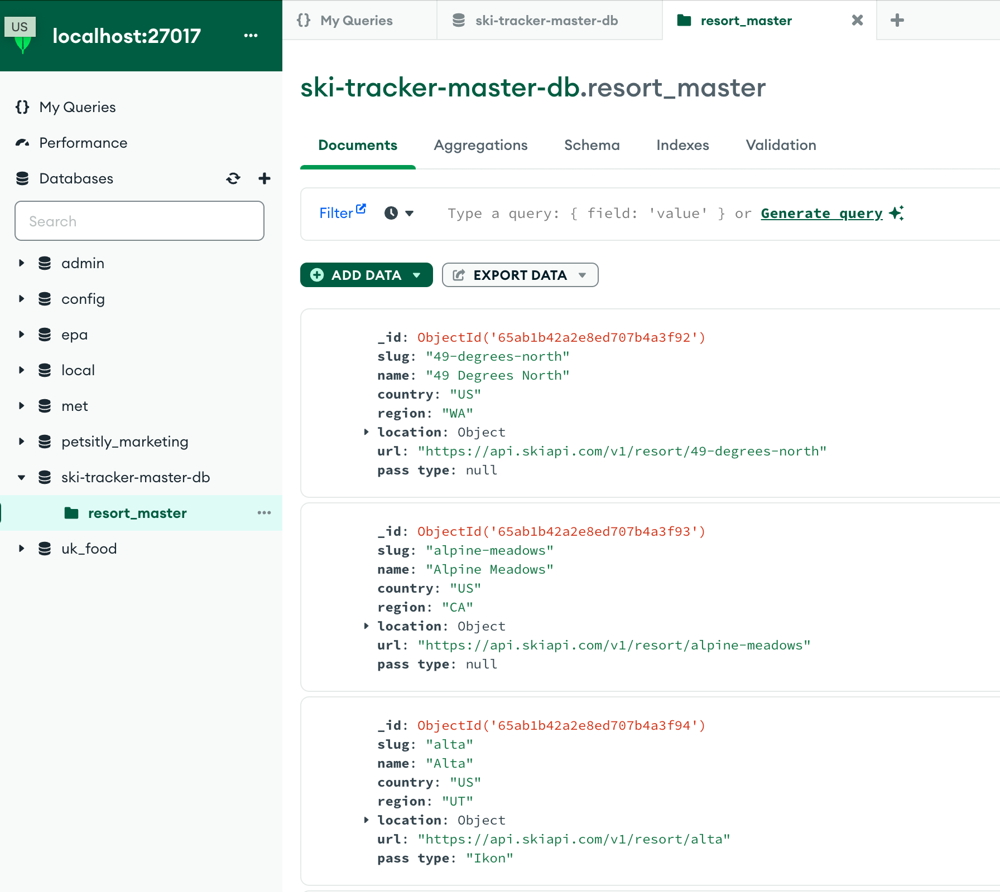 US
localhost:27017
My Queries
ski-tracker-master-db
resort_master
My Queries
Performance
Databases
Search
admin
config
epa
local
met
petsitly_marketing
ski-tracker-master-db
resort_master
uk_food
ski-tracker-master-db.resort_master
Documents Aggregations Schema Indexes Validation
Filter Type a query: { field: 'value' } or Generate query
ADD DATA EXPORT DATA
_id: ObjectId('65ab1b42a2e8ed707b4a3f92')
slug: "49-degrees-north"
name: "49 Degrees North"
country: "US"
region: "WA"
location: Object
url: "https://api.skiapi.com/v1/resort/49-degrees-north"
pass type: null
_id: ObjectId('65ab1b42a2e8ed707b4a3f93')
slug: "alpine-meadows"
name: "Alpine Meadows"
country: "US"
region: "CA"
location: Object
url: "https://api.skiapi.com/v1/resort/alpine-meadows"
pass type: null
_id: ObjectId('65ab1b42a2e8ed707b4a3f94')
slug: "alta"
name: "Alta"
country: "US"
region: "UT"
location: Object
url: "https://api.skiapi.com/v1/resort/alta"
pass type: "Ikon"